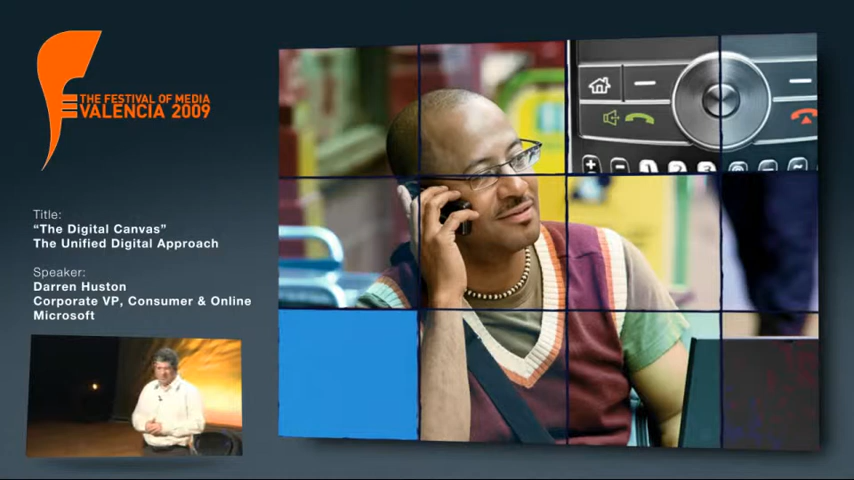 THE FESTIVAL OF MEDIA
VALENCIA 2009
Title:
“The Digital Canvas”
The Unified Digital Approach
Speaker:
Darren Huston
Corporate VP, Consumer & Online
Microsoft